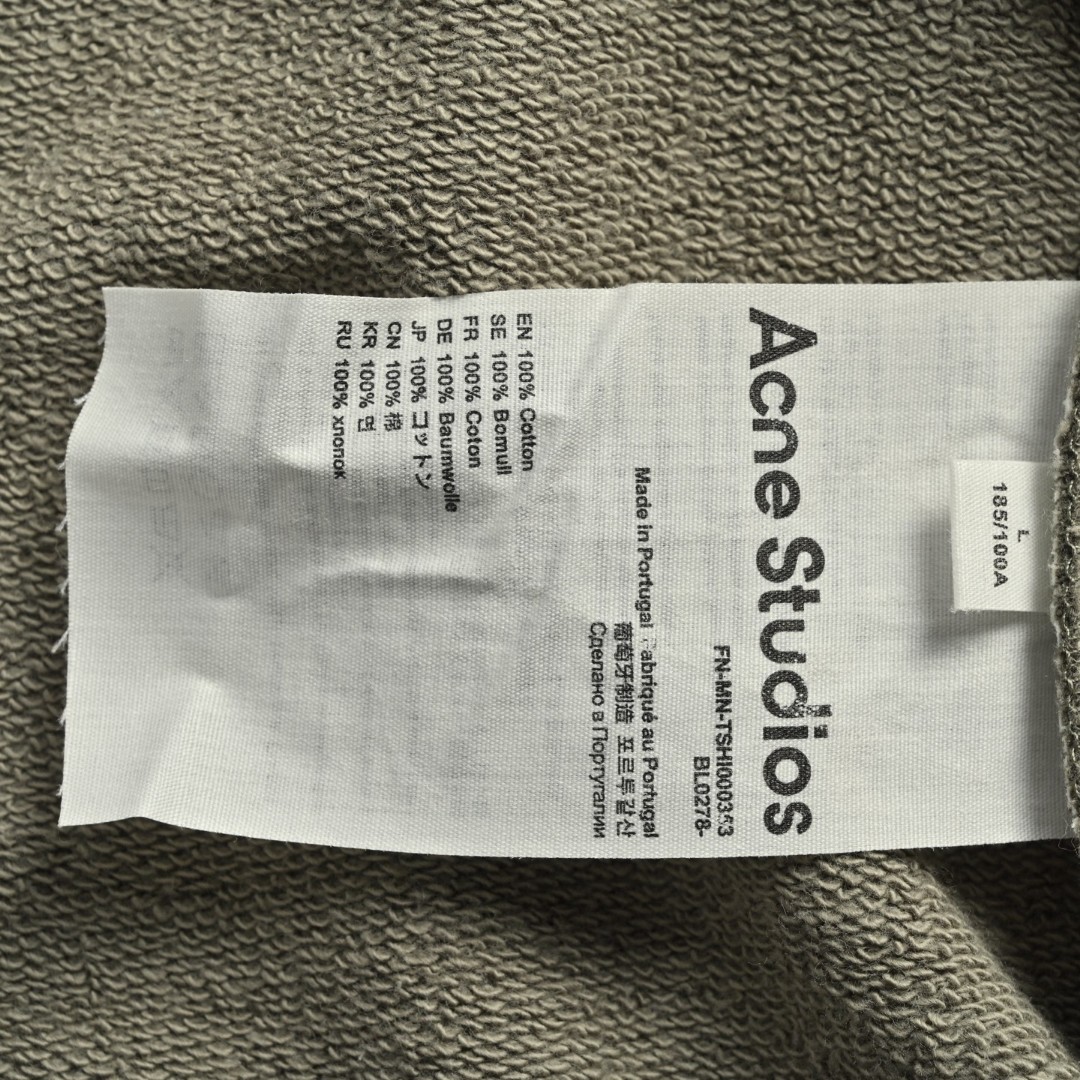 L
185/100A
Acne Studios
FN-MN-TSHI000353
BL0278-
Made in Portugal Fabriqué au Portugal
葡萄牙制造 포르투갈산
Сделано в Португалии
EN 100% Cotton
SE 100% Bomull
FR 100% Coton
DE 100% Baumwolle
JP 100% コットン
CN 100% 棉
KR 100% 면
RU 100% хлопок